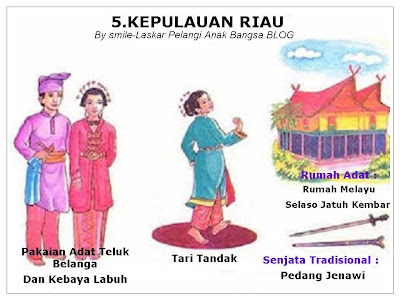 5.KEPULAUAN RIAU
By smile-Laskar Pelangi Anak Bangsa BLOG
Pakaian Adat Teluk
Belanga
Dan Kebaya Labuh
Tari Tandak
Rumah Adat :
Rumah Melayu
Selaso Jatuh Kembar
Senjata Tradisional :
Pedang Jenawi